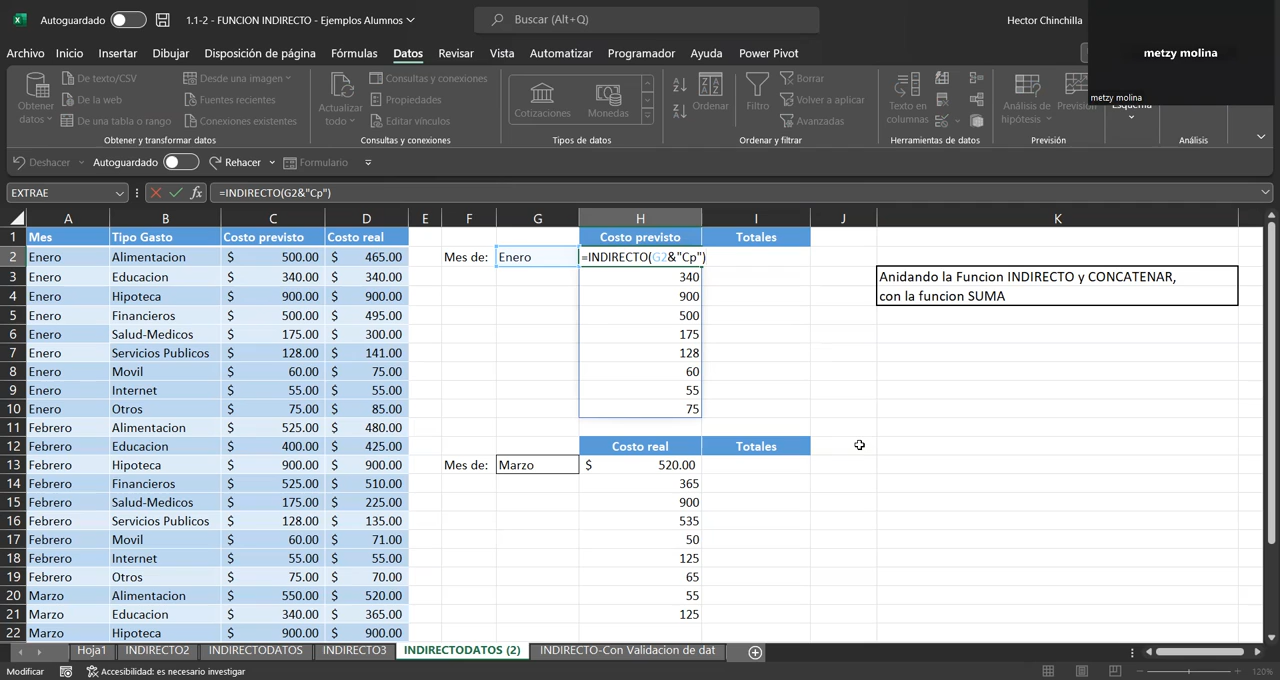 Autoguardado
1.1-2 - FUNCION INDIRECTO - Ejemplos Alumnos
Buscar (Alt+Q)
Hector Chinchilla
metzy molina
metzy molina
Archivo Inicio Insertar Dibujar Disposición de página Fórmulas Datos Revisar Vista Automatizar Programador Ayuda Power Pivot
Obtener datos
De texto/CSV
De la web
De una tabla o rango
Desde una imagen
Fuentes recientes
Conexiones existentes
Obtener y transformar datos
Actualizar todo
Consultas y conexiones
Propiedades
Editar vínculos
Consultas y conexiones
Cotizaciones
Monedas
Tipos de datos
Ordenar
Filtro
Borrar
Volver a aplicar
Avanzadas
Ordenar y filtrar
Texto en columnas
Herramientas de datos
Análisis de hipótesis
Previsión
Previsión
Esquema
Análisis
Deshacer Autoguardado Rehacer Formulario
EXTRAE
fx =INDIRECTO(G2&"Cp")
A B C D E F G H I J K
1 Mes Tipo Gasto Costo previsto Costo real Costo previsto Totales
2 Enero Alimentacion $ 500.00 $ 465.00 Mes de: Enero =INDIRECTO(G2&"Cp")
3 Enero Educacion $ 340.00 $ 340.00 340 Anidando la Funcion INDIRECTO y CONCATENAR,
4 Enero Hipoteca $ 900.00 $ 900.00 900 con la funcion SUMA
5 Enero Financieros $ 500.00 $ 495.00 500
6 Enero Salud-Medicos $ 175.00 $ 300.00 175
7 Enero Servicios Publicos $ 128.00 $ 141.00 128
8 Enero Movil $ 60.00 $ 75.00 60
9 Enero Internet $ 55.00 $ 55.00 55
10 Enero Otros $ 75.00 $ 85.00 75
11 Febrero Alimentacion $ 525.00 $ 480.00
12 Febrero Educacion $ 400.00 $ 425.00 Costo real Totales
13 Febrero Hipoteca $ 900.00 $ 900.00 Mes de: Marzo $ 520.00
14 Febrero Financieros $ 525.00 $ 510.00 365
15 Febrero Salud-Medicos $ 175.00 $ 225.00 900
16 Febrero Servicios Publicos $ 128.00 $ 135.00 535
17 Febrero Movil $ 60.00 $ 71.00 50
18 Febrero Internet $ 55.00 $ 55.00 125
19 Febrero Otros $ 75.00 $ 70.00 65
20 Marzo Alimentacion $ 550.00 $ 520.00 55
21 Marzo Educacion $ 340.00 $ 365.00 125
22 Marzo Hipoteca $ 900.00 $ 900.00
Hoja1 INDIRECTO2 INDIRECTODATOS INDIRECTO3 INDIRECTODATOS (2) INDIRECTO-Con Validacion de dat
Modificar Accesibilidad: es necesario investigar 120%